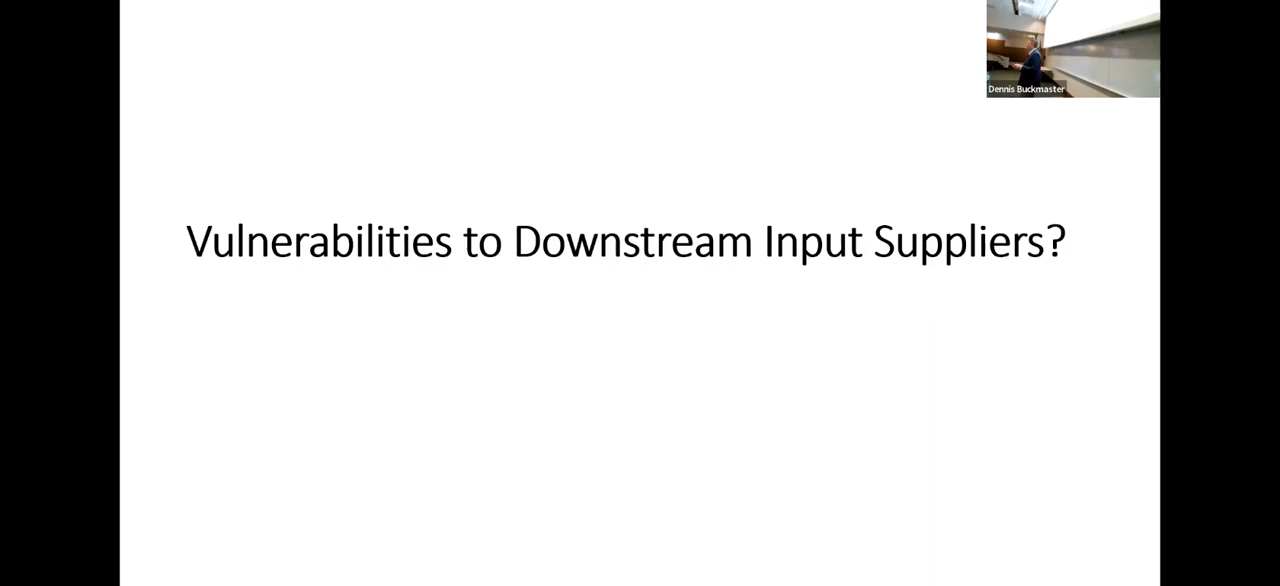 Dennis Buckmaster
Vulnerabilities to Downstream Input Suppliers?